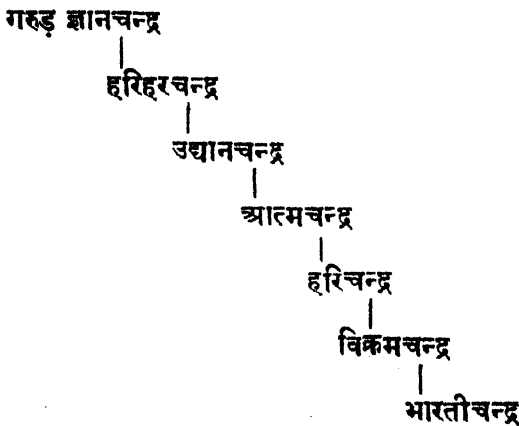 गरुड़ ज्ञानचन्द्र
हरिहरचन्द्र
उद्यानचन्द्र
आत्मचन्द्र
हरिचन्द्र
विक्रमचन्द्र
भारतीचन्द्र